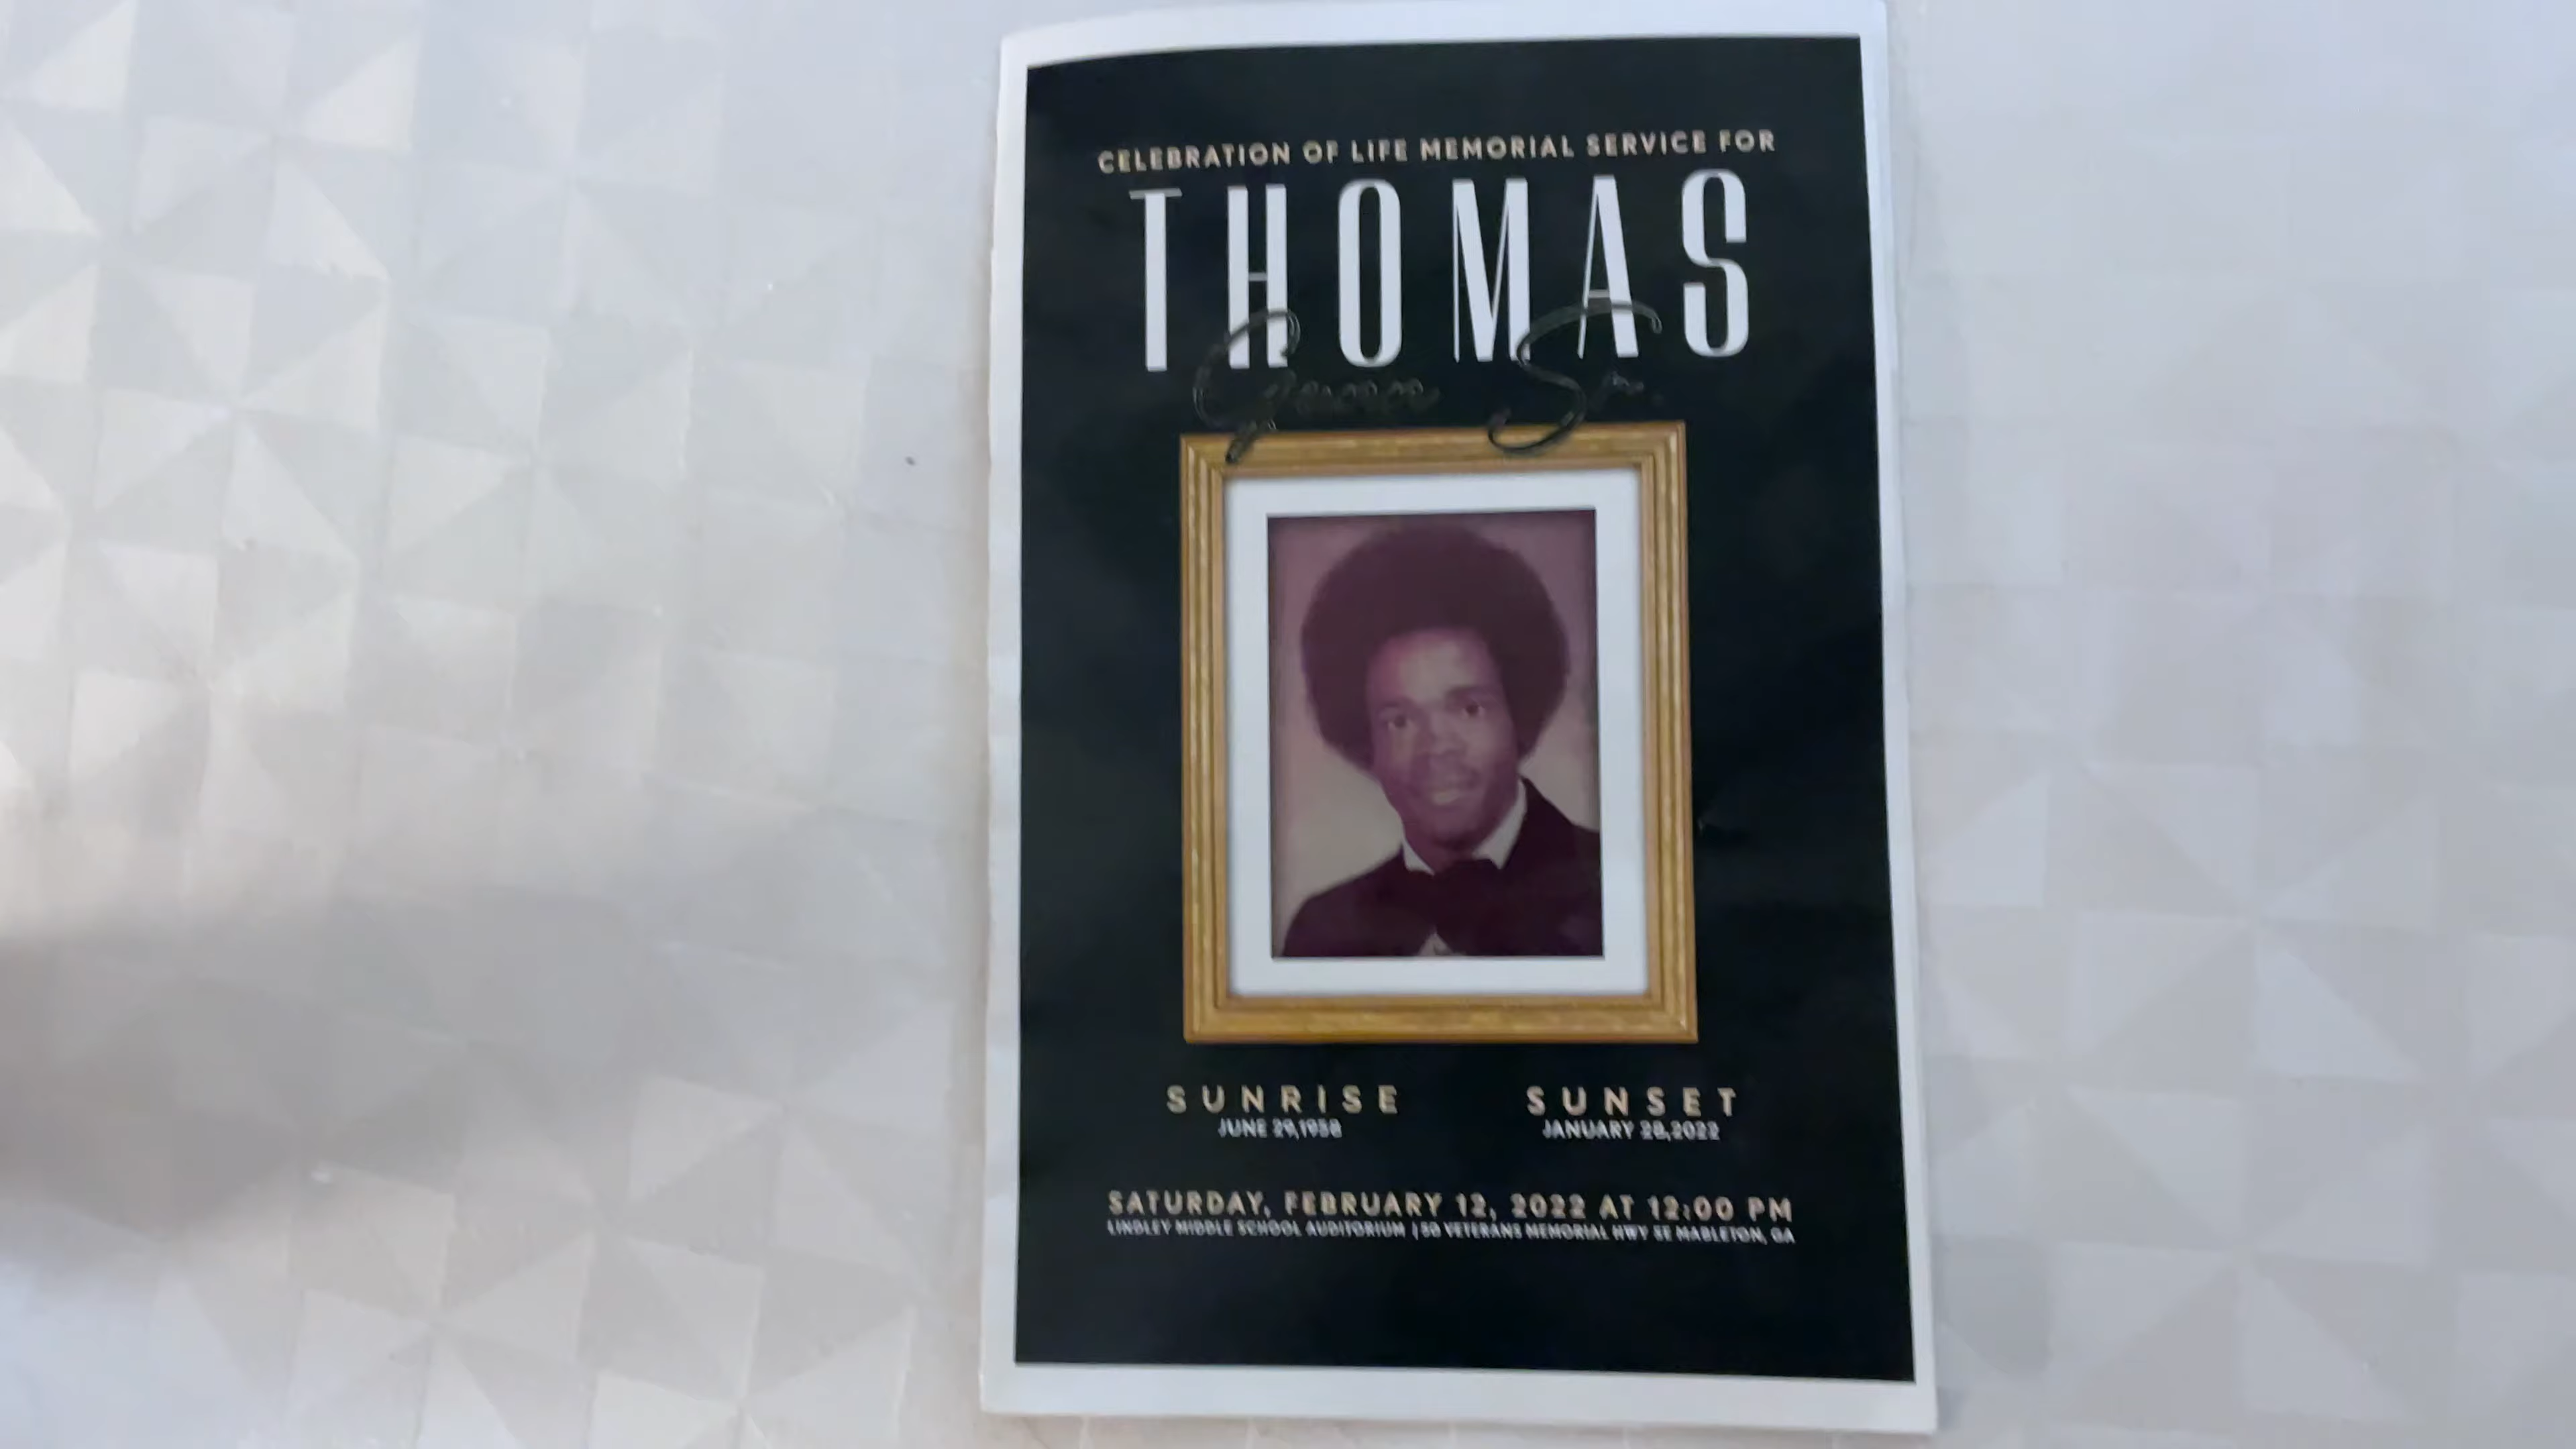 CELEBRATION OF LIFE MEMORIAL SERVICE FOR
THOMAS
Sr.
SUNRISE
SUNSET
JUNE 29,1958
JANUARY 28,2022
SATURDAY, FEBRUARY 12, 2022 AT 12:00 PM
LINDLEY MIDDLE SCHOOL AUDITORIUM | 50 VETERANS MEMORIAL HWY SE MABLETON, GA